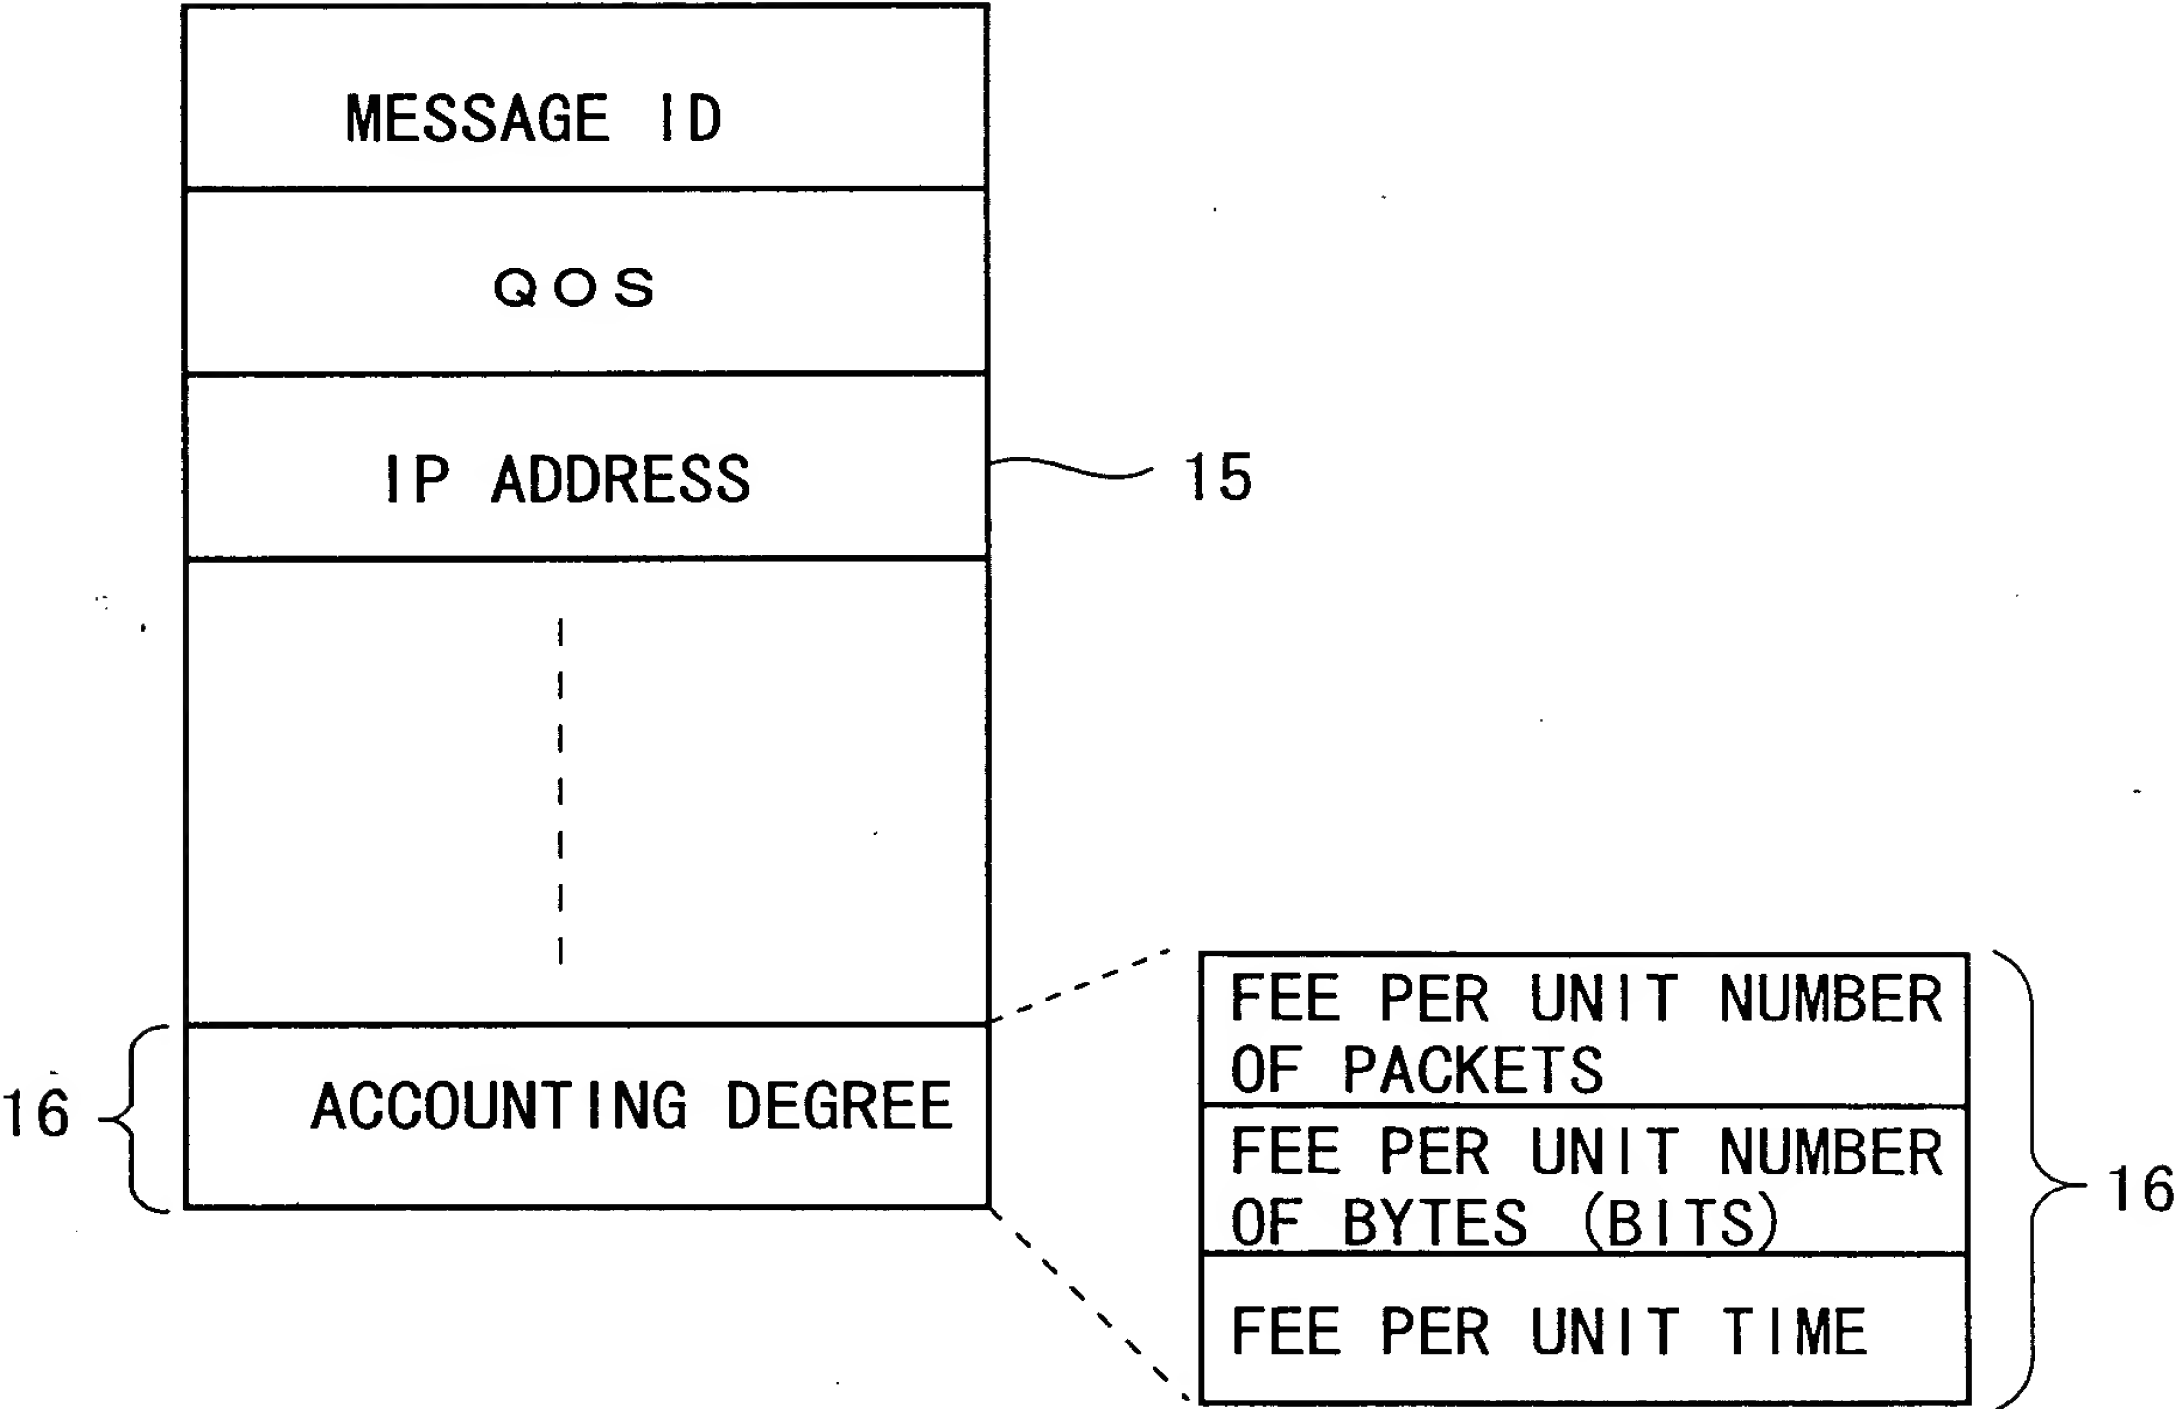 MESSAGE ID
QOS
IP ADDRESS
15
16
ACCOUNTING DEGREE
FEE PER UNIT NUMBER
OF PACKETS
FEE PER UNIT NUMBER
OF BYTES (BITS)
FEE PER UNIT TIME
16